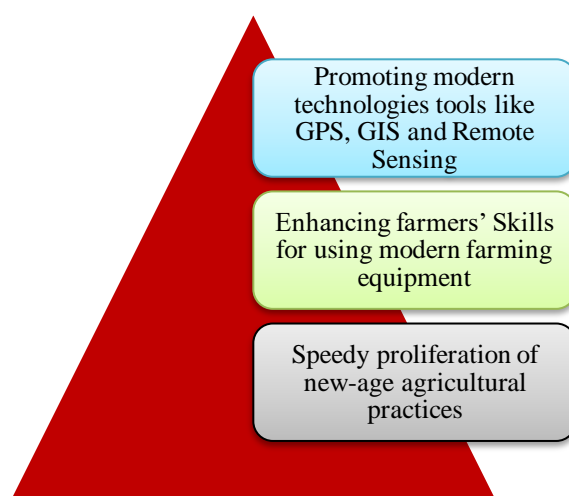 Promoting modern
technologies tools like
GPS, GIS and Remote
Sensing
Enhancing farmers’ Skills
for using modern farming
equipment
Speedy proliferation of
new-age agricultural
practices